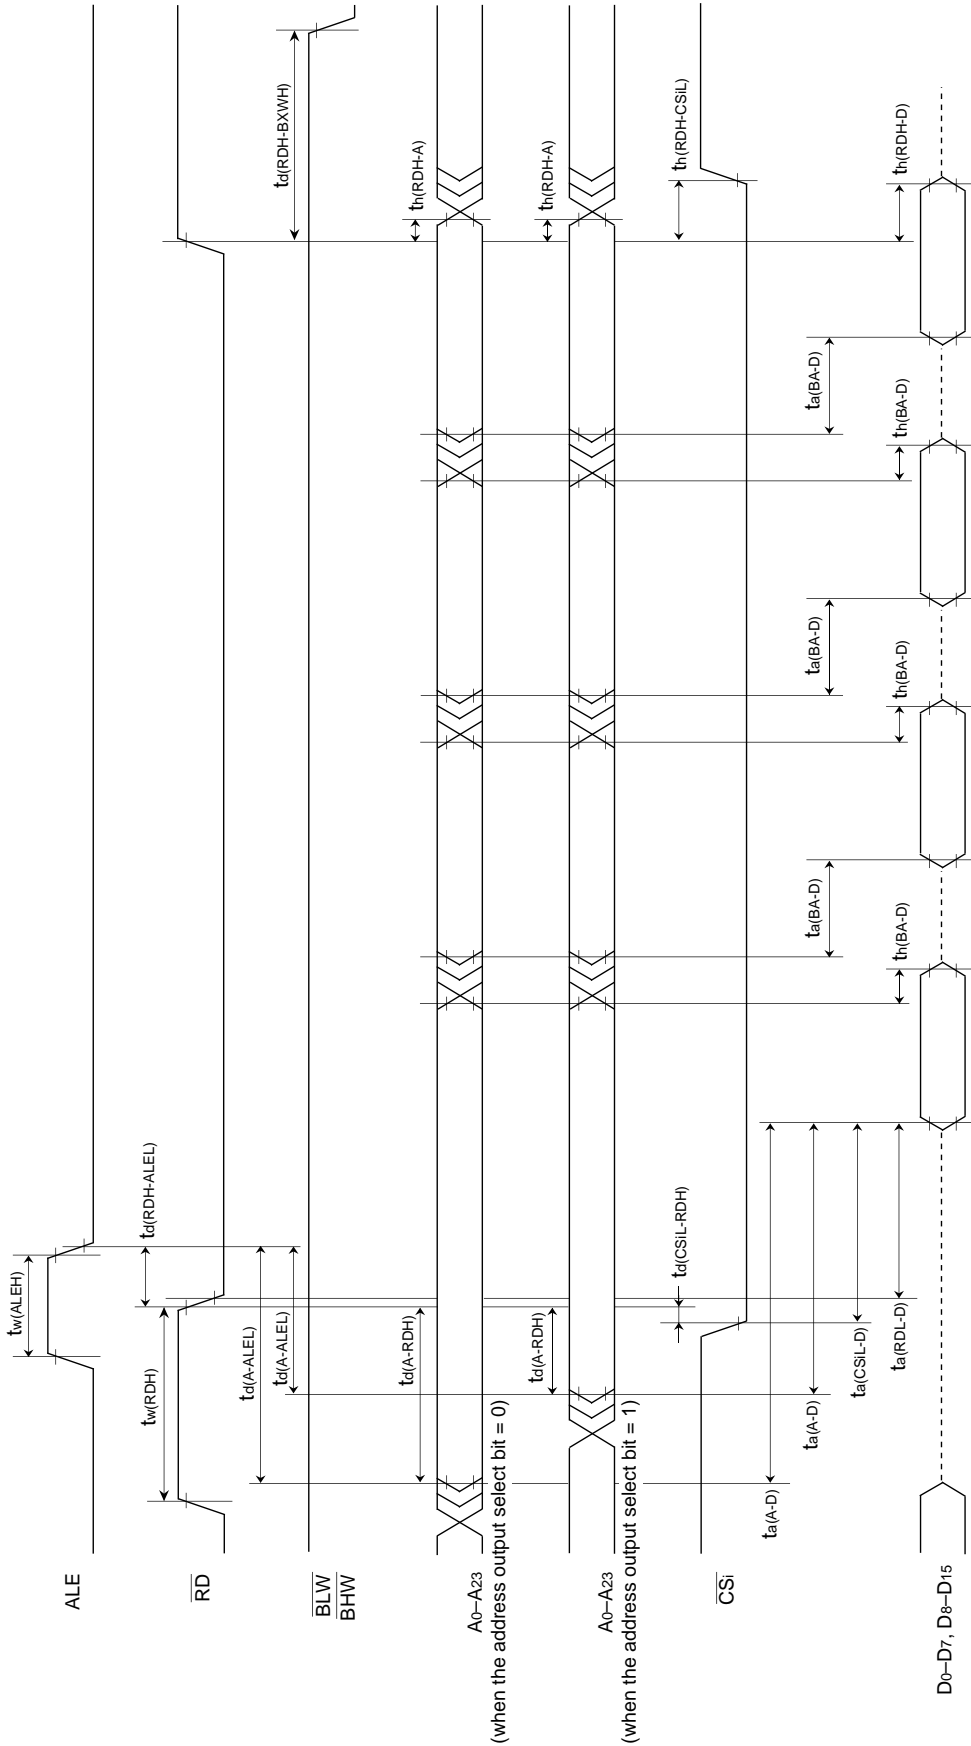 ALE
tw(ALEH)
RD
tw(RDH)
td(RDH-ALEL)
td(A-ALEL)
td(A-ALEL)
BLW
BHW
td(RDH-BXWH)
A0–A23
(when the address output select bit = 0)
td(A-RDH)
th(RDH-A)
A0–A23
(when the address output select bit = 1)
td(A-RDH)
th(RDH-A)
CSi
td(CSiL-RDH)
th(RDH-CSiL)
ta(A-D)
ta(A-D)
ta(BA-D)
ta(BA-D)
ta(BA-D)
ta(CSiL-D)
ta(RDL-D)
th(BA-D)
th(BA-D)
th(BA-D)
th(RDH-D)
D0–D7, D8–D15